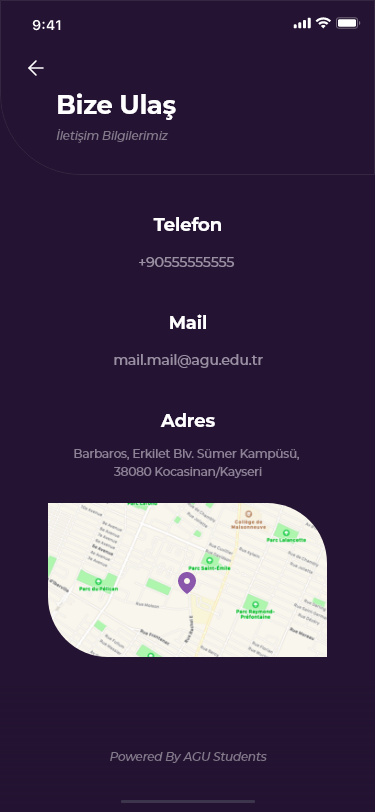 9:41
Bize Ulaş
İletişim Bilgilerimiz
Telefon
+90555555555
Mail
mail.mail@agu.edu.tr
Adres
Barbaros, Erkilet Blv. Sümer Kampüsü,
38080 Kocasinan/Kayseri
Collège de
Maisonneuve
Parc Lafond
Parc Lalancette
Parc Saint-Émile
Parc du Pélican
Parc Raymond-
Préfontaine
Powered By AGU Students